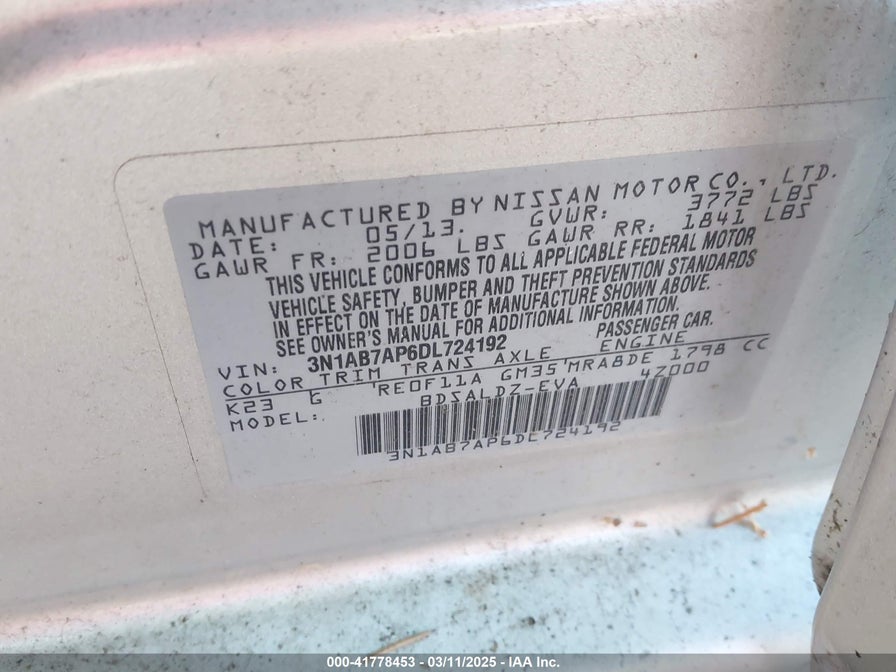 MANUFACTURED BY NISSAN MOTOR CO., LTD.
DATE: 05/13. GVWR: 3772 LBS
GAWR FR: 2006 LBS GAWR RR: 1841 LBS
THIS VEHICLE CONFORMS TO ALL APPLICABLE FEDERAL MOTOR
VEHICLE SAFETY, BUMPER AND THEFT PREVENTION STANDARDS
IN EFFECT ON THE DATE OF MANUFACTURE SHOWN ABOVE.
SEE OWNER'S MANUAL FOR ADDITIONAL INFORMATION.
VIN: 3N1AB7AP6DL724192 PASSENGER CAR.
COLOR TRIM TRANS AXLE ENGINE
K23 G RE0F11A GM35 MRA8DE 1798 CC
MODEL: BDSALDZ-EVA 4Z000
3N1AB7AP6DL724192
000-41778453 - 03/11/2025 - IAA Inc.